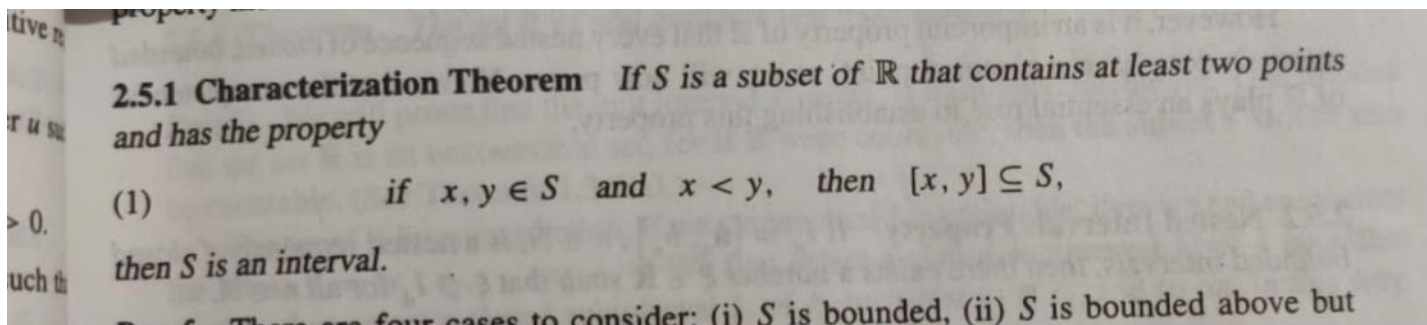 2.5.1 Characterization Theorem If S is a subset of ℝ that contains at least two points
and has the property
(1) if x, y ∈ S and x < y, then [x, y] ⊆ S,
> 0.
then S is an interval.
four cases to consider: (i) S is bounded, (ii) S is bounded above but